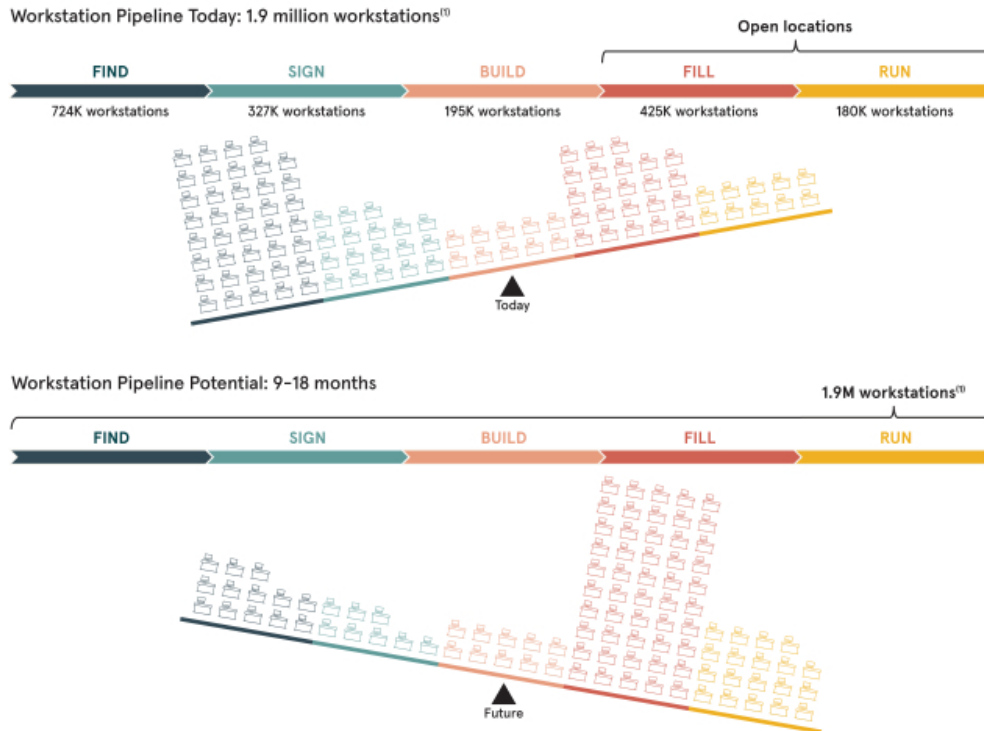 Workstation Pipeline Today: 1.9 million workstations(1)
Open locations
FIND SIGN BUILD FILL RUN
724K workstations 327K workstations 195K workstations 425K workstations 180K workstations
Today
Workstation Pipeline Potential: 9-18 months
1.9M workstations(1)
FIND SIGN BUILD FILL RUN
Future